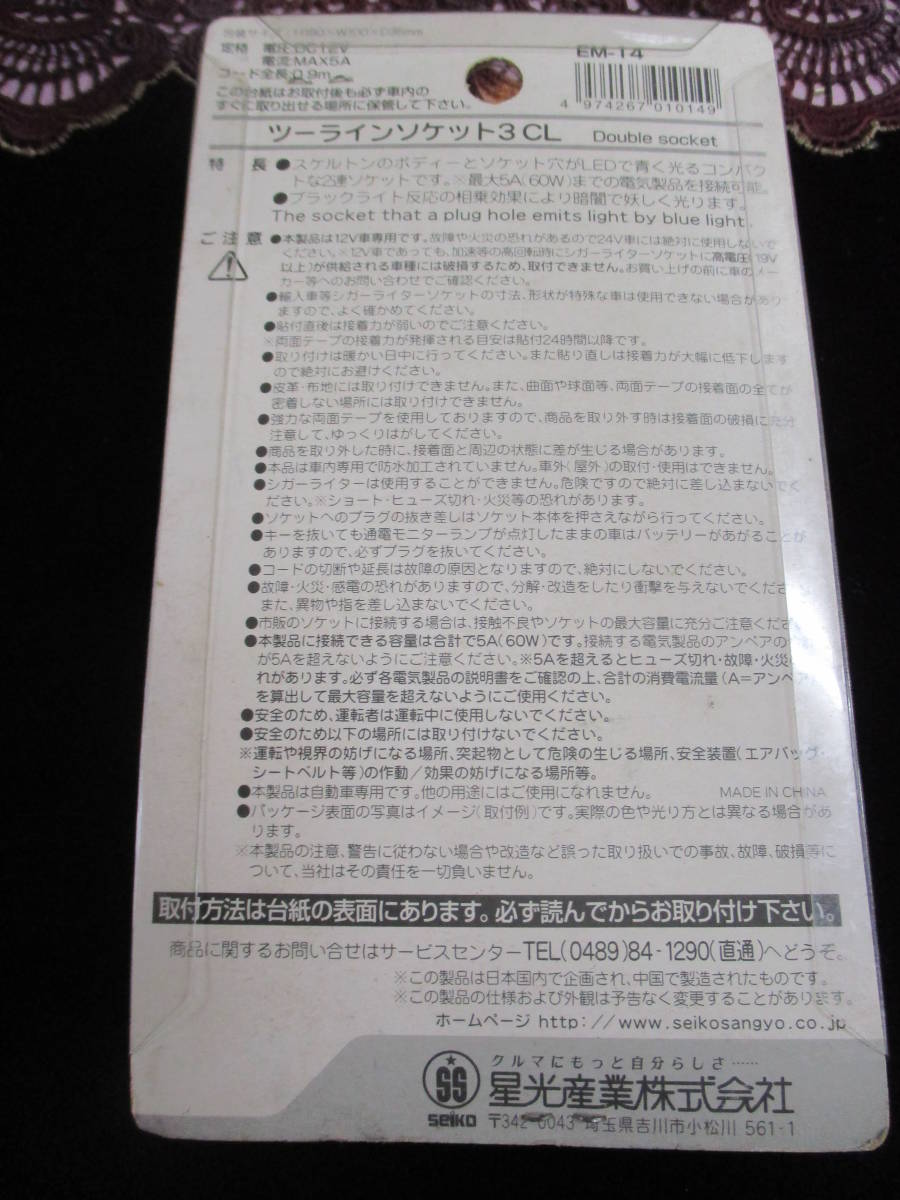 定格 電圧:DC12V
電流:MAX5A
コード全長:0.9m
この台紙はお取付後も必ず車内の
すぐに取り出せる場所に保管して下さい。
EM-14
4 974267 010149
ツーラインソケット3 CL Double socket
特 長 ●スケルトンのボディーとソケット穴がLEDで青く光るコンパク
トな2連ソケットです。※最大5A(60W)までの電気製品を接続可能。
●ブラックライト反応の相乗効果により暗闇で妖しく光ります。
The socket that a plug hole emits light by blue light.
ご注意 ●本製品は12V車専用です。故障や火災の恐れがあるので24V車には絶対に使用しないで
ください。※12V車であっても、加速等の高回転時にシガーライターソケットに高電圧(19V
以上)が供給される車種には破損するため、取付できません。お買い上げの前に車のメー
カー等へのお問い合わせでご確認ください。
●輸入車等シガーライターソケットの寸法、形状が特殊な車は使用できない場合があり
ますので、よく確かめてください。
●貼付直後は接着力が弱いのでご注意ください。
※両面テープの接着力が発揮される目安は貼付24時間以降です。
●取り付けは暖かい日中に行ってください。また貼り直しは接着力が大幅に低下します
ので絶対にお避けください。
●皮革・布地には取り付けできません。また、曲面や球面等、両面テープの接着面の全てが
密着しない場所には取り付けできません。
●強力な両面テープを使用しておりますので、商品を取り外す時は接着面の破損に充分
注意して、ゆっくりはがしてください。
●商品を取り外した時に、接着面と周辺の状態に差が生じる場合があります。
●本品は車内専用で防水加工されていません。車外(屋外)の取付・使用はできません。
●シガーライターは使用することができません。危険ですので絶対に差し込まないでく
ださい。※ショート・ヒューズ切れ・火災等の恐れがあります。
●ソケットへのプラグの抜き差しはソケット本体を押さえながら行ってください。
●キーを抜いても通電モニターランプが点灯したままの車はバッテリーがあがることが
ありますので、必ずプラグを抜いてください。
●コードの切断や延長は故障の原因となりますので、絶対にしないでください。
●故障・火災・感電の恐れがありますので、分解・改造をしたり衝撃を与えないでくださ
また、異物や指を差し込まないでください。
●市販のソケットに接続する場合は、接触不良やソケットの最大容量に充分ご注意くださ
●本製品に接続できる容量は合計で5A(60W)です。接続する電気製品のアンペアの
が5Aを超えないようにご注意ください。※5Aを超えるとヒューズ切れ・故障・火災
れがあります。必ず各電気製品の説明書をご確認の上、合計の消費電流量(A=アンペア)
を算出して最大容量を超えないようにご使用ください。
●安全のため、運転者は運転中に使用しないでください。
●安全のため以下の場所には取り付けないでください。
※運転や視界の妨げになる場所、突起物として危険の生じる場所、安全装置(エアバッグ・
シートベルト等)の作動/効果の妨げになる場所等。
●本製品は自動車専用です。他の用途にはご使用になれません。 MADE IN CHINA
●パッケージ表面の写真はイメージ(取付例)です。実際の色や光り方とは異なる場合があ
ります。
※本製品の注意、警告に従わない場合や改造など誤った取り扱いでの事故、故障、破損等に
ついて、当社はその責任を一切負いません。
取付方法は台紙の表面にあります。必ず読んでからお取り付け下さい。
商品に関するお問い合せはサービスセンターTEL(0489)84-1290(直通)へどうぞ。
※この製品は日本国内で企画され、中国で製造されたものです。
※この製品の仕様および外観は予告なく変更することがあります。
ホームページ http://www.seikosangyo.co.jp
クルマにもっと自分らしさ……
SS 星光産業株式会社
seiko 〒342-0043 埼玉県吉川市小松川 561-1